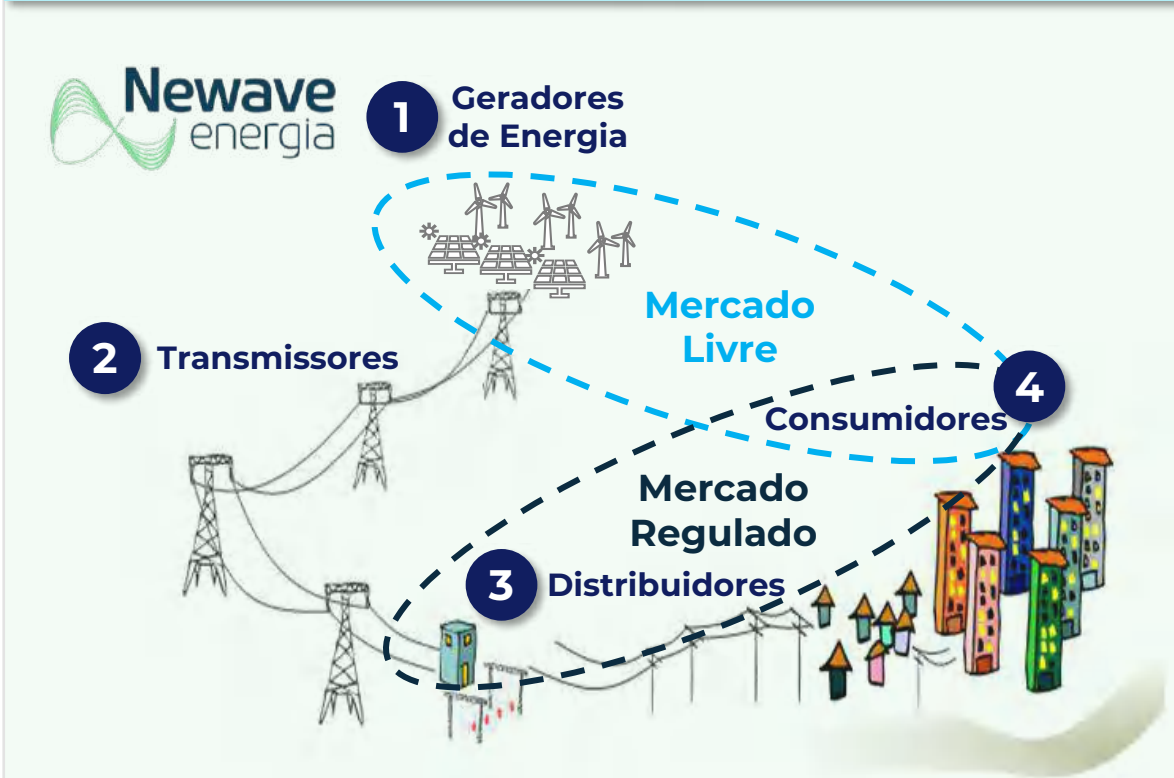 Newave
energia
1
Geradores
de Energia
2
Transmissores
Mercado
Livre
4
Consumidores
Mercado
Regulado
3
Distribuidores